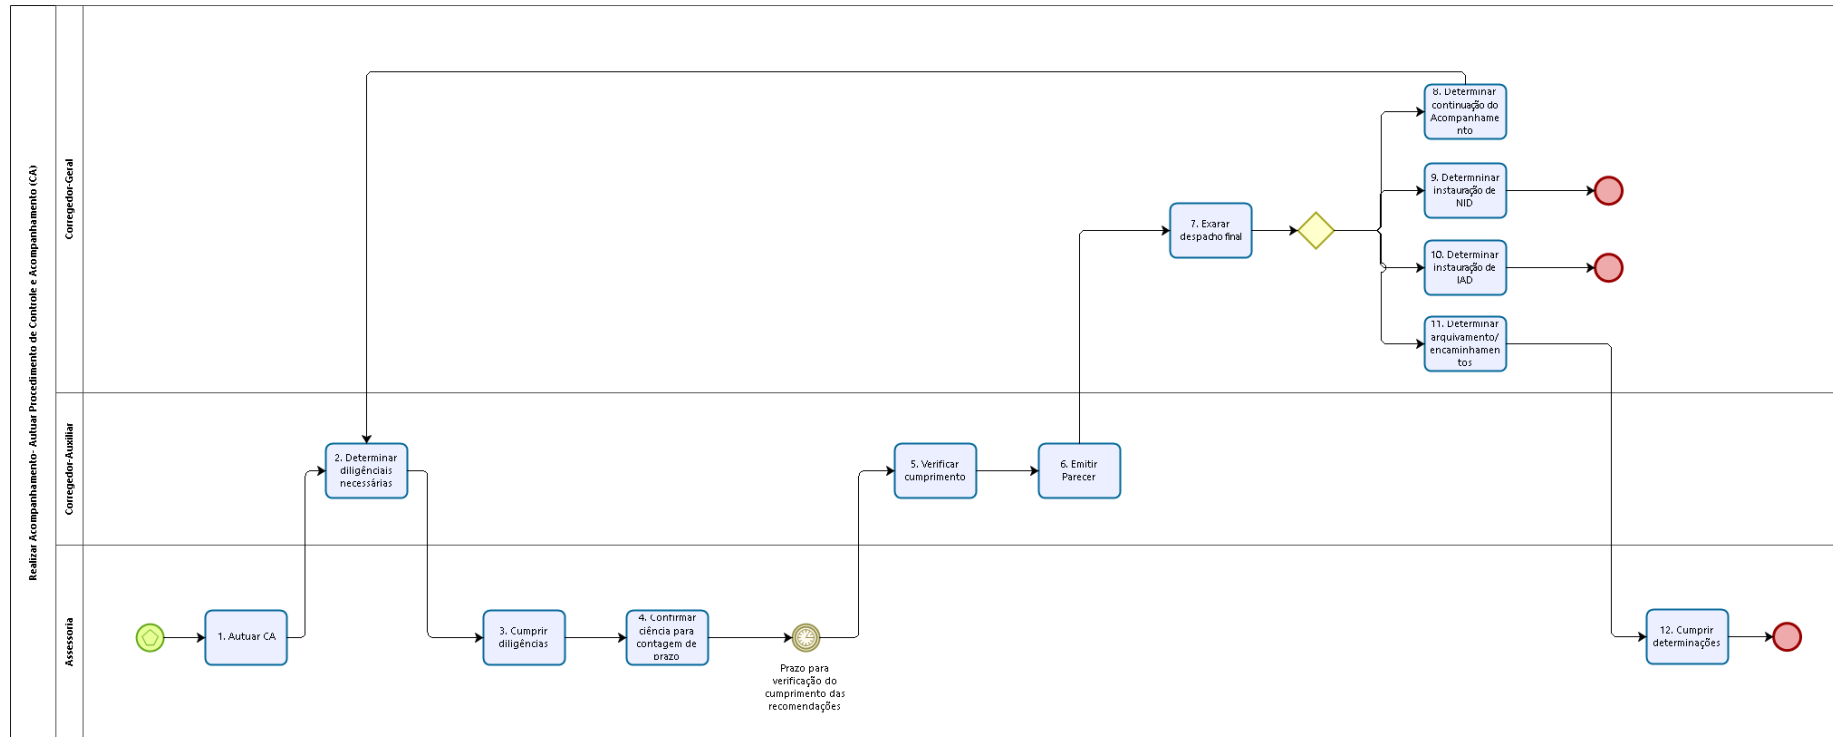 Realizar Acompanhamento- Autuar Procedimento de Controle e Acompanhamento (CA)
Corregedor-Geral
8. Determinar
continuação do
Acompanhame
nto
9. Determninar
instauração de
NID
7. Exarar
despacho final
10. Determinar
instauração de
IAD
11. Determinar
arquivamento/
encaminhamen
tos
Corregedor-Auxiliar
2. Determinar
diligênciais
necessárias
5. Verificar
cumprimento
6. Emitir
Parecer
Assessoria
1. Autuar CA
3. Cumprir
diligências
4. Confirmar
ciência para
contagem de
prazo
Prazo para
verificação do
cumprimento das
recomendações
12. Cumprir
determinações